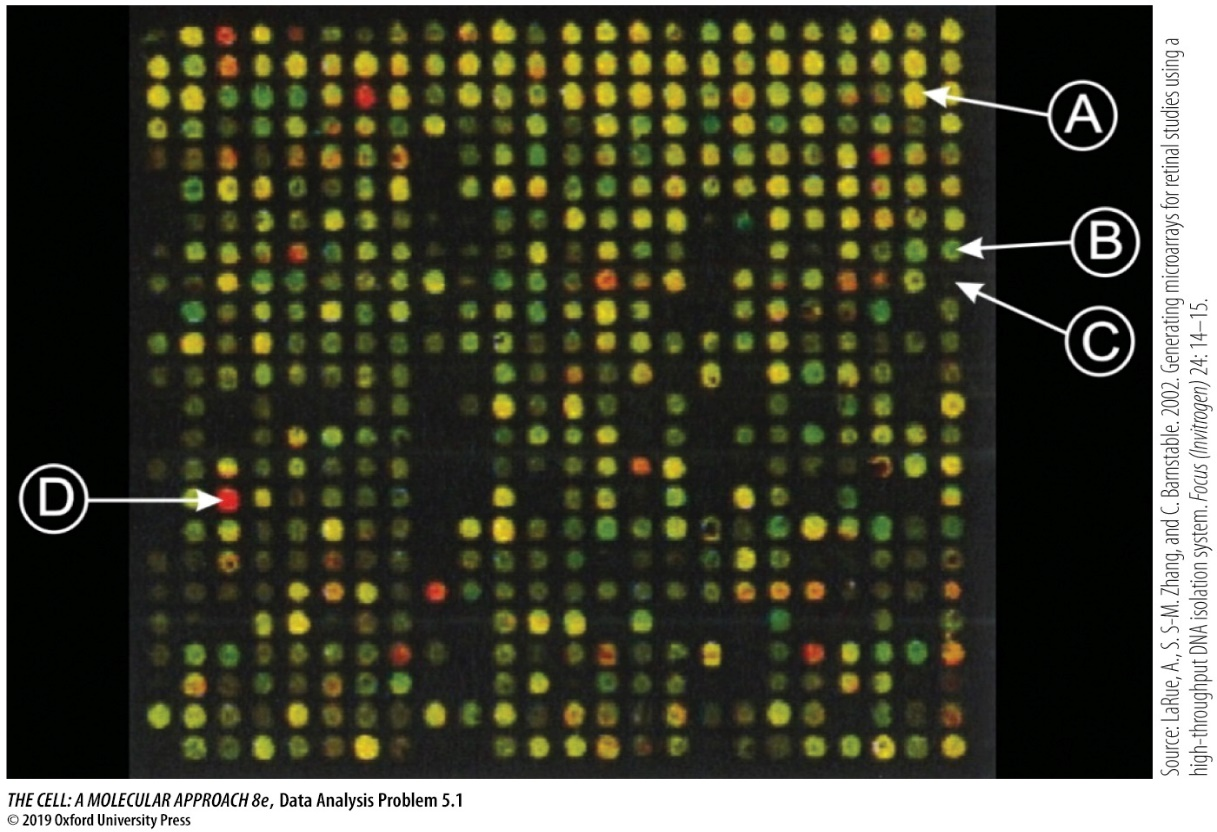 A
B
C
D
Source: LaRue, A., S. S-M. Zhang, and C. Barnstable. 2002. Generating microarrays for retinal studies using a
high-throughput DNA isolation system. Focus (Invitrogen) 24: 14–15.
THE CELL: A MOLECULAR APPROACH 8e, Data Analysis Problem 5.1
© 2019 Oxford University Press